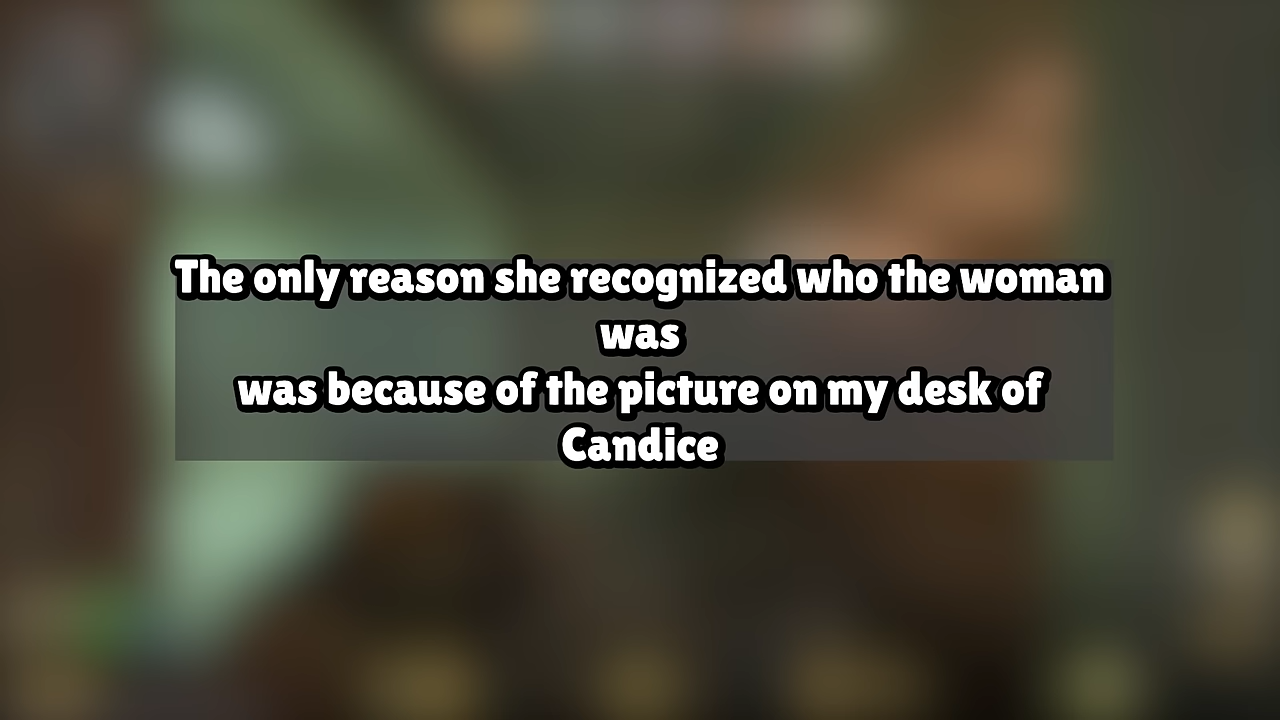 The only reason she recognized who the woman
was
was because of the picture on my desk of
Candice